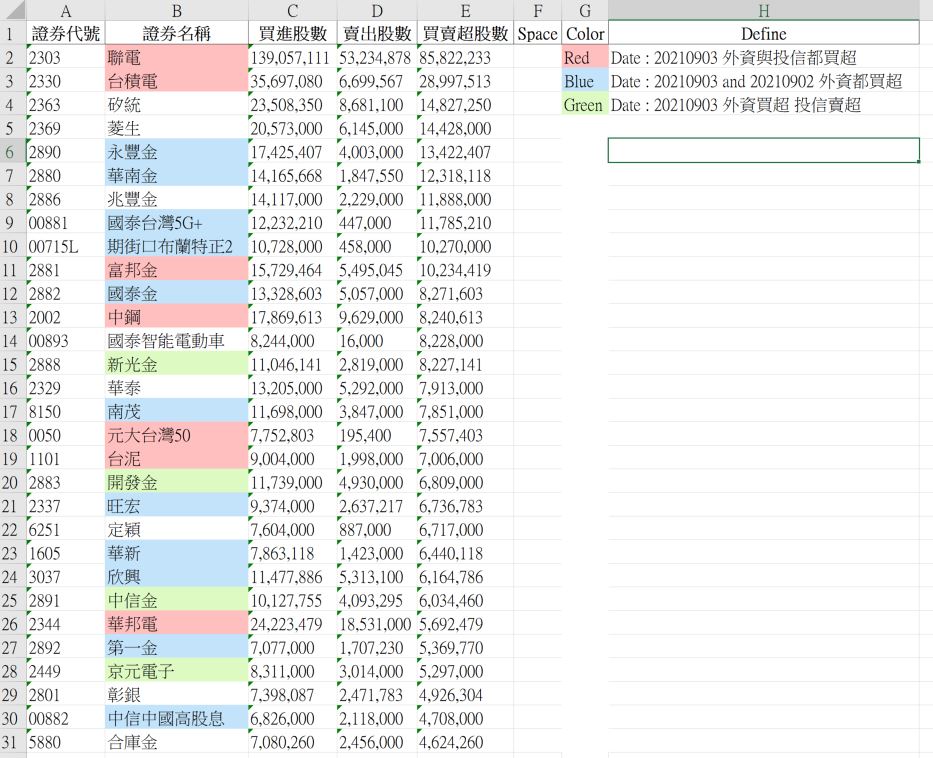 A B C D E F G H
1 證券代號 證券名稱 買進股數 賣出股數 買賣超股數 Space Color Define
2 2303 聯電 139,057,111 53,234,878 85,822,233 Red Date : 20210903 外資與投信都買超
3 2330 台積電 35,697,080 6,699,567 28,997,513 Blue Date : 20210903 and 20210902 外資都買超
4 2363 矽統 23,508,350 8,681,100 14,827,250 Green Date : 20210903 外資買超 投信賣超
5 2369 菱生 20,573,000 6,145,000 14,428,000
6 2890 永豐金 17,425,407 4,003,000 13,422,407
7 2880 華南金 14,165,668 1,847,550 12,318,118
8 2886 兆豐金 14,117,000 2,229,000 11,888,000
9 00881 國泰台灣5G+ 12,232,210 447,000 11,785,210
10 00715L 期街口布蘭特正2 10,728,000 458,000 10,270,000
11 2881 富邦金 15,729,464 5,495,045 10,234,419
12 2882 國泰金 13,328,603 5,057,000 8,271,603
13 2002 中鋼 17,869,613 9,629,000 8,240,613
14 00893 國泰智能電動車 8,244,000 16,000 8,228,000
15 2888 新光金 11,046,141 2,819,000 8,227,141
16 2329 華泰 13,205,000 5,292,000 7,913,000
17 8150 南茂 11,698,000 3,847,000 7,851,000
18 0050 元大台灣50 7,752,803 195,400 7,557,403
19 1101 台泥 9,004,000 1,998,000 7,006,000
20 2883 開發金 11,739,000 4,930,000 6,809,000
21 2337 旺宏 9,374,000 2,637,217 6,736,783
22 6251 定穎 7,604,000 887,000 6,717,000
23 1605 華新 7,863,118 1,423,000 6,440,118
24 3037 欣興 11,477,886 5,313,100 6,164,786
25 2891 中信金 10,127,755 4,093,295 6,034,460
26 2344 華邦電 24,223,479 18,531,000 5,692,479
27 2892 第一金 7,077,000 1,707,230 5,369,770
28 2449 京元電子 8,311,000 3,014,000 5,297,000
29 2801 彰銀 7,398,087 2,471,783 4,926,304
30 00882 中信中國高股息 6,826,000 2,118,000 4,708,000
31 5880 合庫金 7,080,260 2,456,000 4,624,260